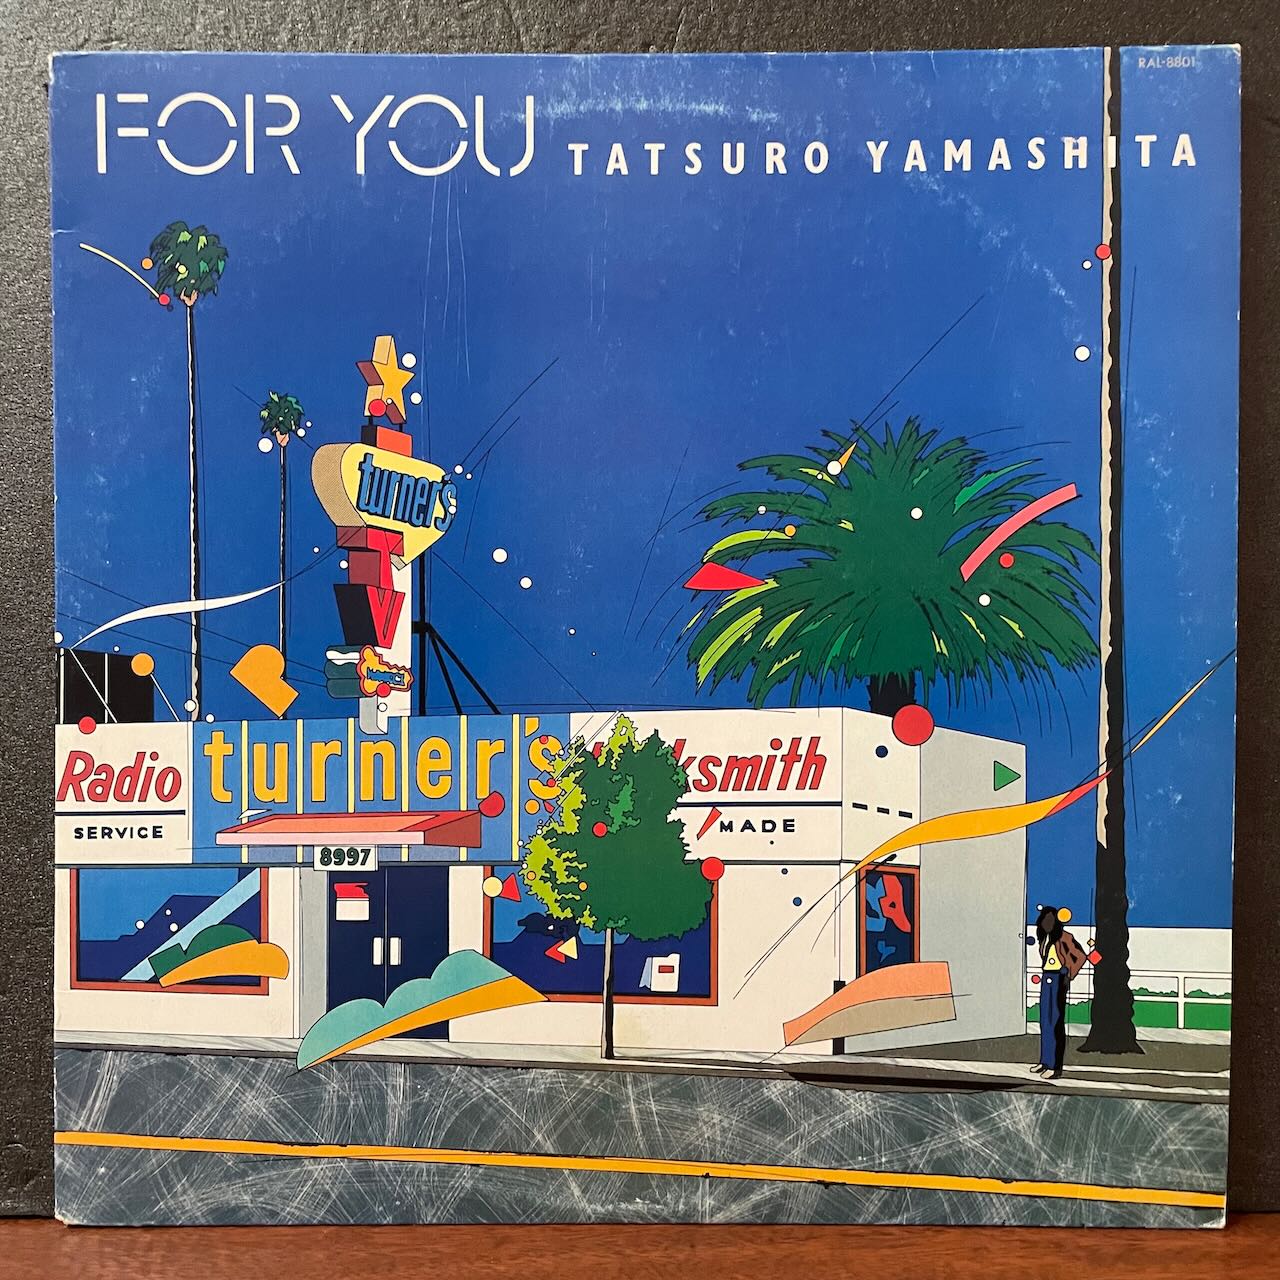 RAL-8801
FOR YOU TATSURO YAMASHITA
turner's
TV
Radio
SERVICE
turner's
ksmith
MADE
8997